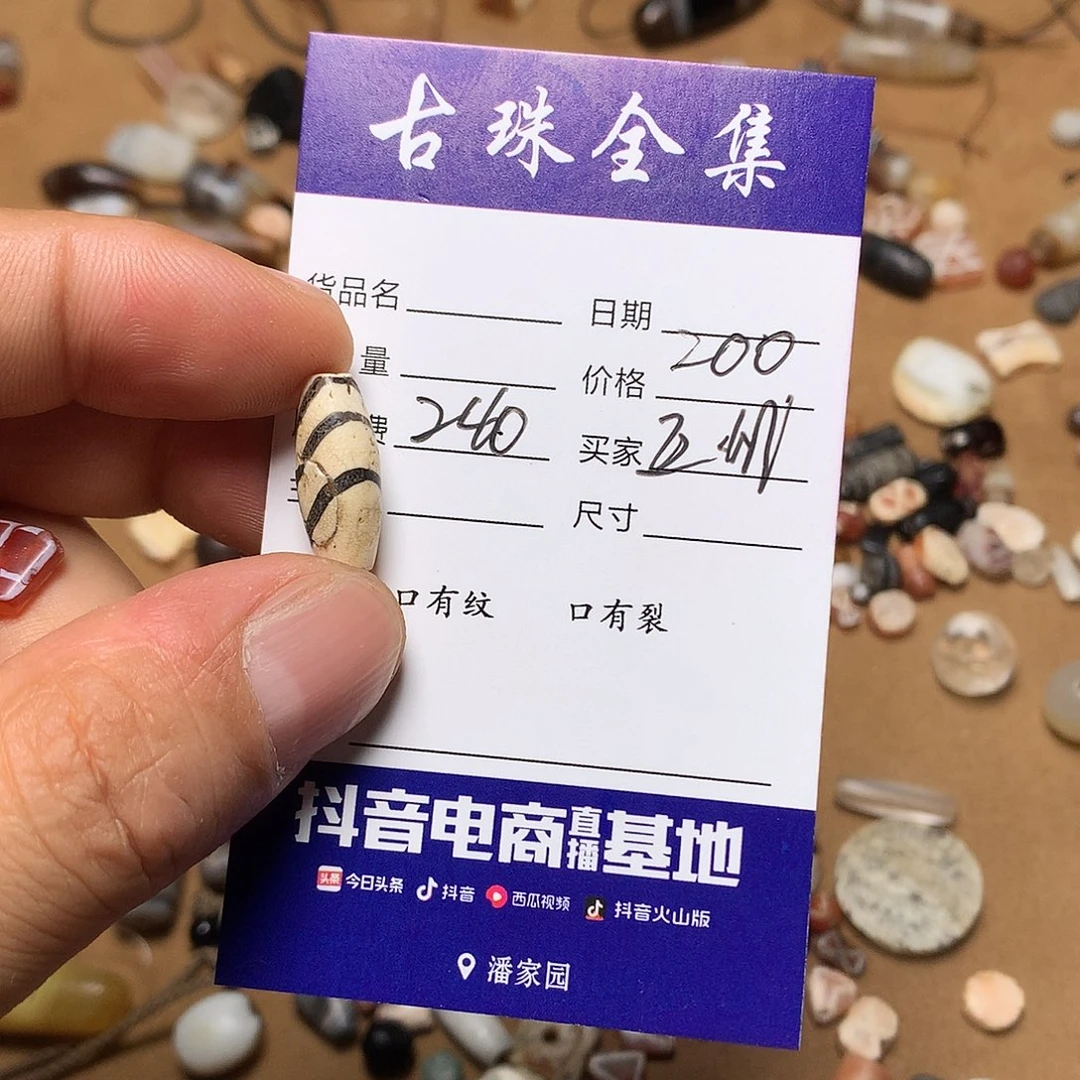 古珠全集
货品名 日期
量 价格 200
费 240 买家
尺寸
口有纹 口有裂
抖音电商直播基地
头条 今日头条 抖音 西瓜视频 抖音火山版
潘家园